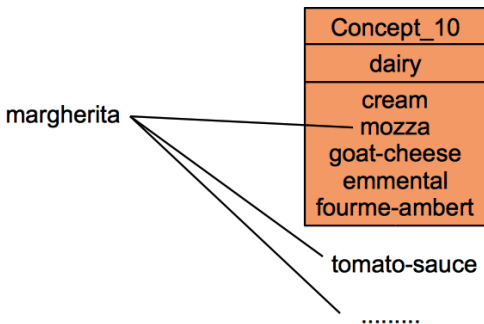 Concept_10
dairy
margherita
cream
mozza
goat-cheese
emmental
fourme-ambert
tomato-sauce
.........